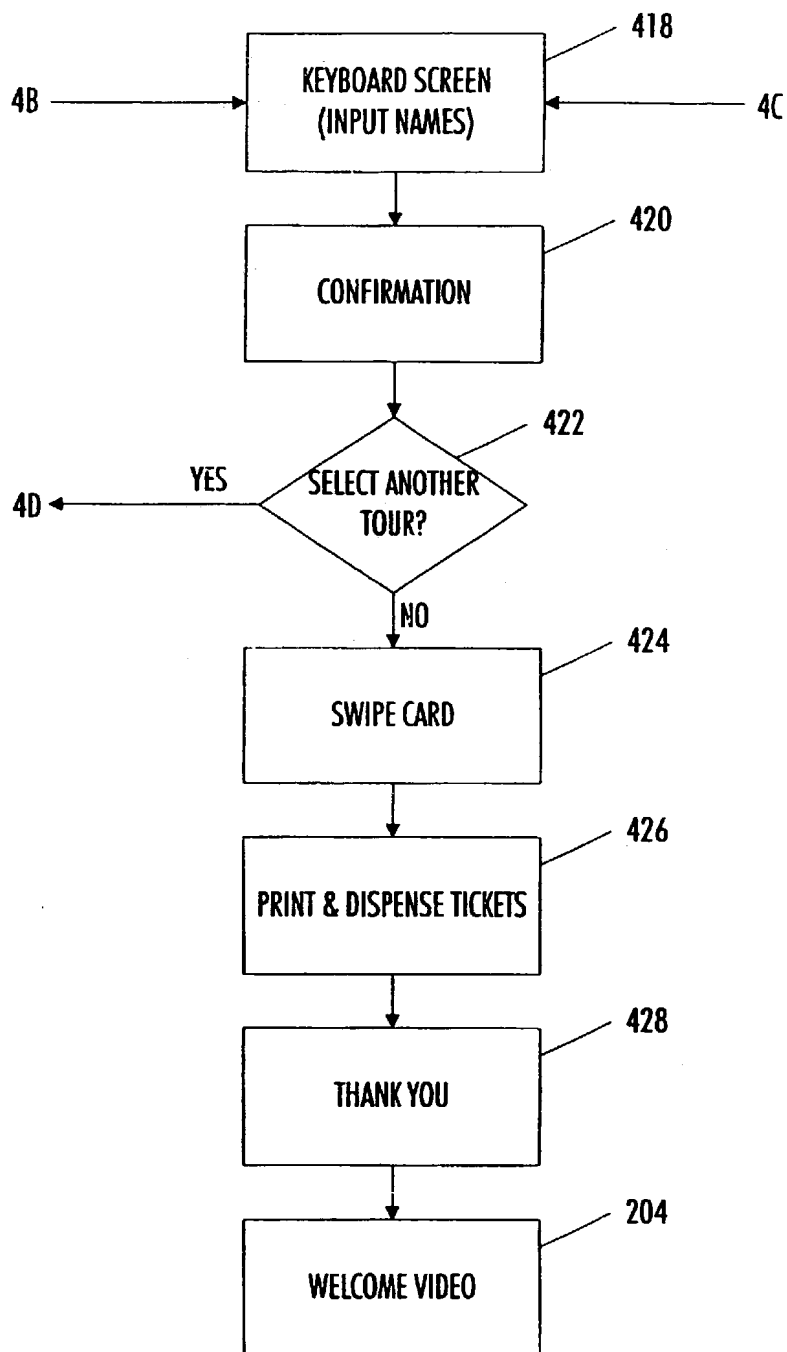 418
KEYBOARD SCREEN
(INPUT NAMES)
4B
4C
420
CONFIRMATION
422
YES
SELECT ANOTHER
TOUR?
4D
NO
424
SWIPE CARD
426
PRINT & DISPENSE TICKETS
428
THANK YOU
204
WELCOME VIDEO